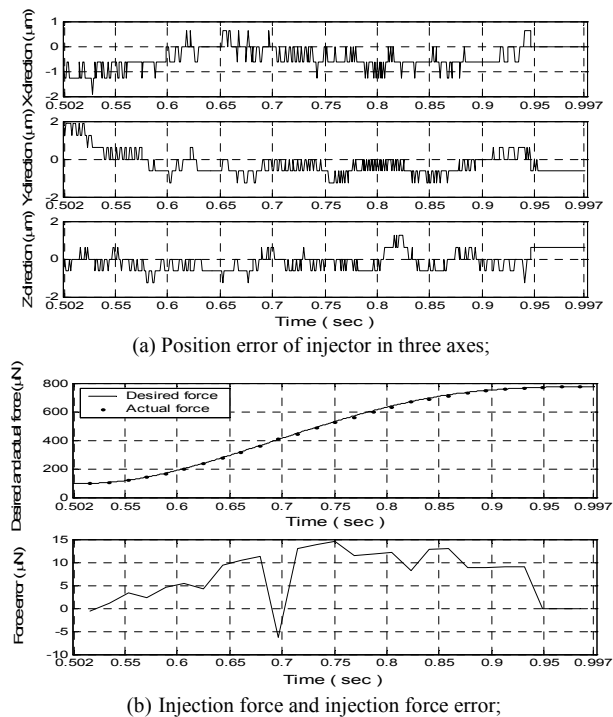 X-direction (μm)
1
0
-1
-2
0.502 0.55 0.6 0.65 0.7 0.75 0.8 0.85 0.9 0.95 0.997
Y-direction (μm)
2
0
2
0.502 0.55 0.6 0.65 0.7 0.75 0.8 0.85 0.9 0.95 0.997
Z-direction (μm)
2
0
-2
0.502 0.55 0.6 0.65 0.7 0.75 0.8 0.85 0.9 0.95 0.997
Time ( sec )
(a) Position error of injector in three axes;
Desired and actual force (μN)
800
600
400
200
0
Desired force
Actual force
0.502 0.55 0.6 0.65 0.7 0.75 0.8 0.85 0.9 0.95 0.997
Time ( sec )
Force error (μN)
15
10
5
0
-5
-10
0.502 0.55 0.6 0.65 0.7 0.75 0.8 0.85 0.9 0.95 0.997
Time ( sec )
(b) Injection force and injection force error;